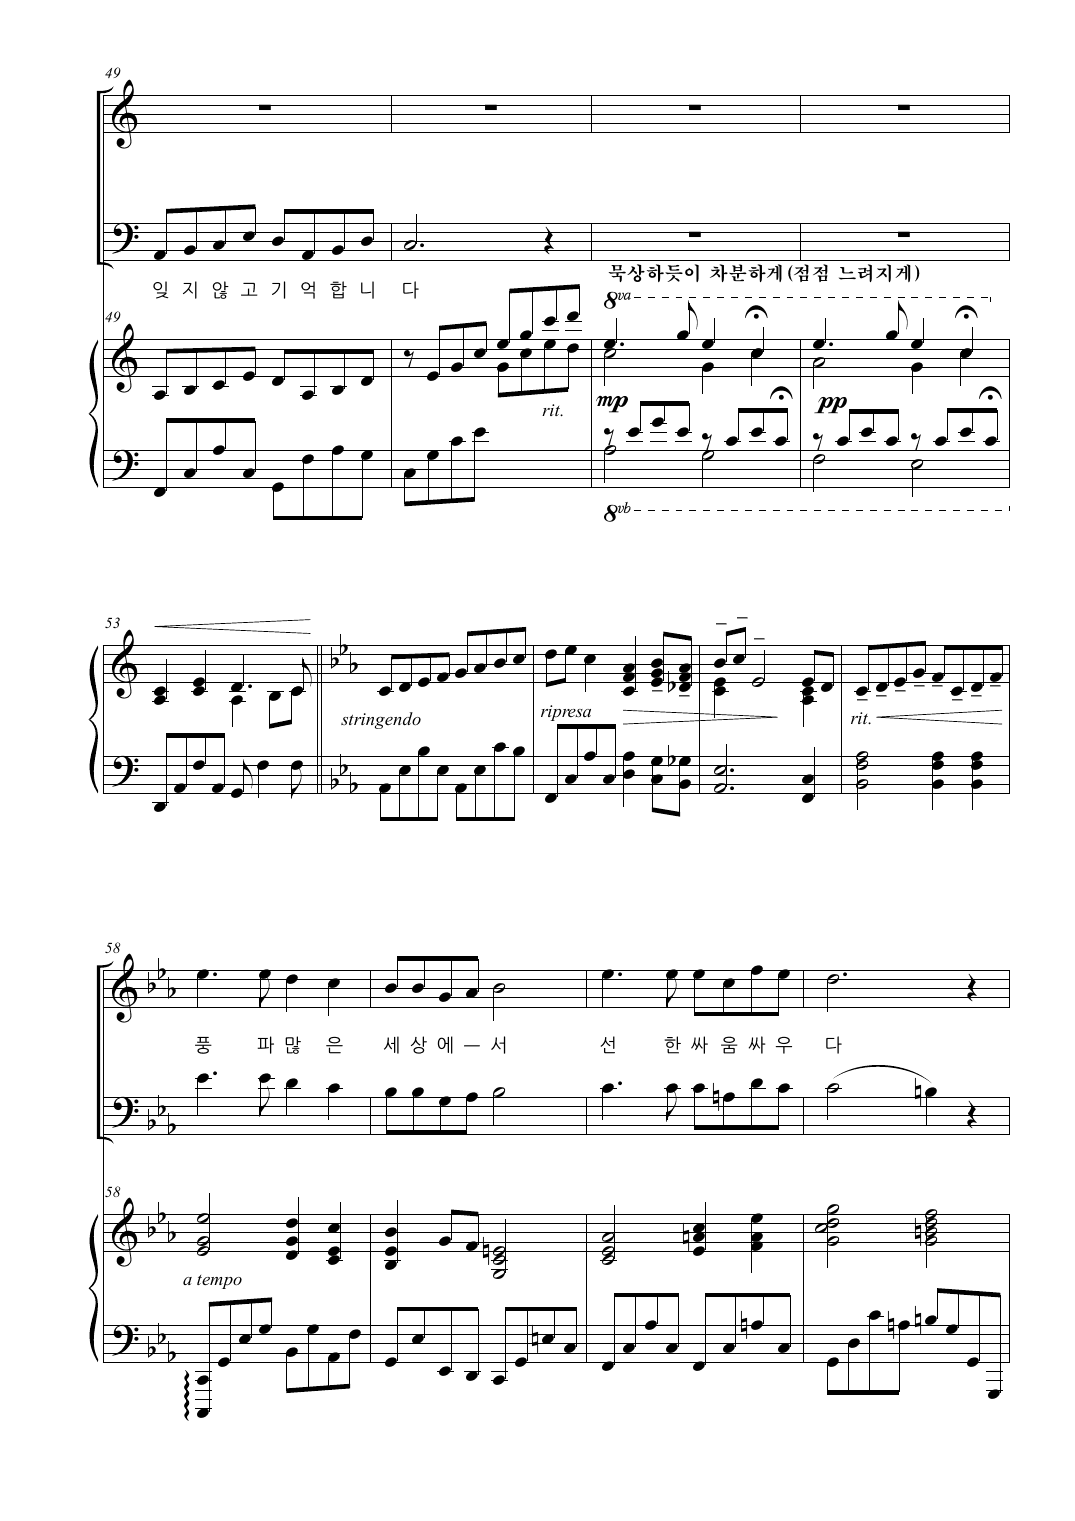 49
잊 지 않 고 기 억 합 니 다
묵상하듯이 차분하게(점점 느려지게)
8va
49
rit.
mp
pp
8vb
53
stringendo
ripresa
rit.
58
풍 파 많 은 세 상 에 — 서 선 한 싸 움 싸 우 다
58
a tempo